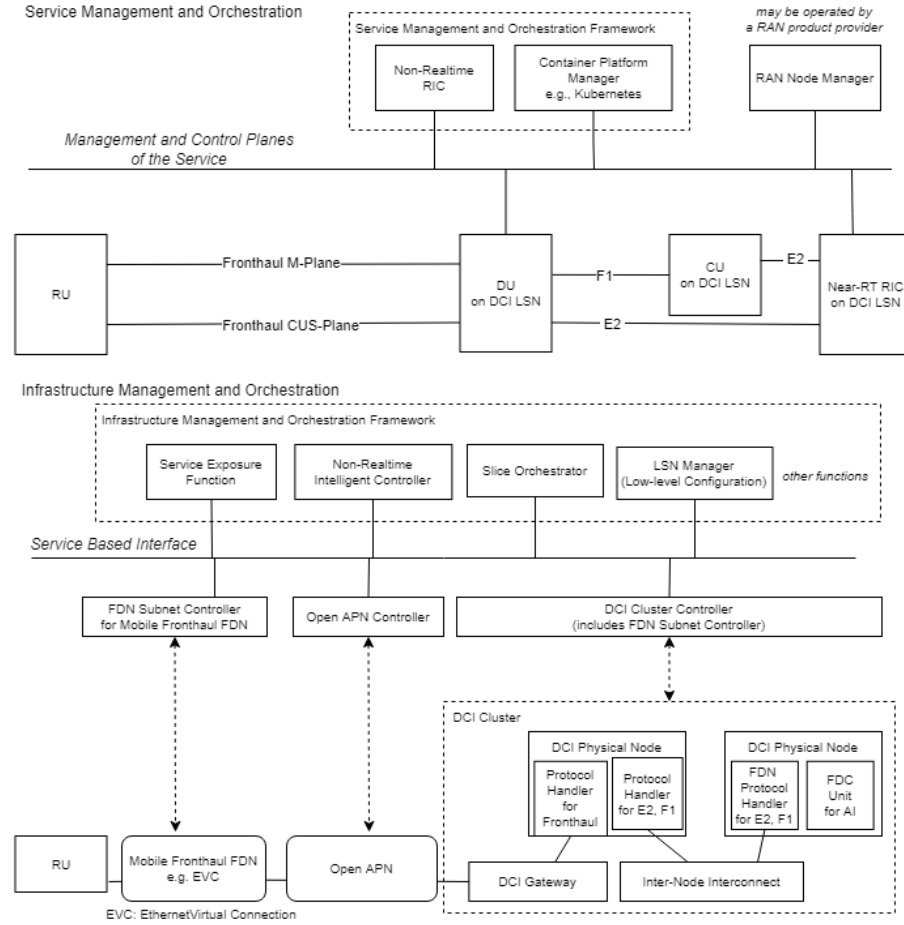 Service Management and Orchestration
may be operated by
a RAN product provider
Service Management and Orchestration Framework
Non-Realtime
RIC
Container Platform
Manager
e.g., Kubernetes
RAN Node Manager
Management and Control Planes
of the Service
RU
Fronthaul M-Plane
Fronthaul CUS-Plane
DU
on DCI LSN
F1
E2
CU
on DCI LSN
E2
Near-RT RIC
on DCI LSN
Infrastructure Management and Orchestration
Infrastructure Management and Orchestration Framework
Service Exposure
Function
Non-Realtime
Intelligent Controller
Slice Orchestrator
LSN Manager
(Low-level Configuration)
other functions
Service Based Interface
FDN Subnet Controller
for Mobile Fronthaul FDN
Open APN Controller
DCI Cluster Controller
(includes FDN Subnet Controller)
DCI Cluster
DCI Physical Node
Protocol
Handler
for
Fronthaul
Protocol
Handler
for E2, F1
DCI Physical Node
FDN
Protocol
Handler
for E2, F1
FDC
Unit
for AI
RU
Mobile Fronthaul FDN
e.g. EVC
Open APN
DCI Gateway
Inter-Node Interconnect
EVC: EthernetVirtual Connection